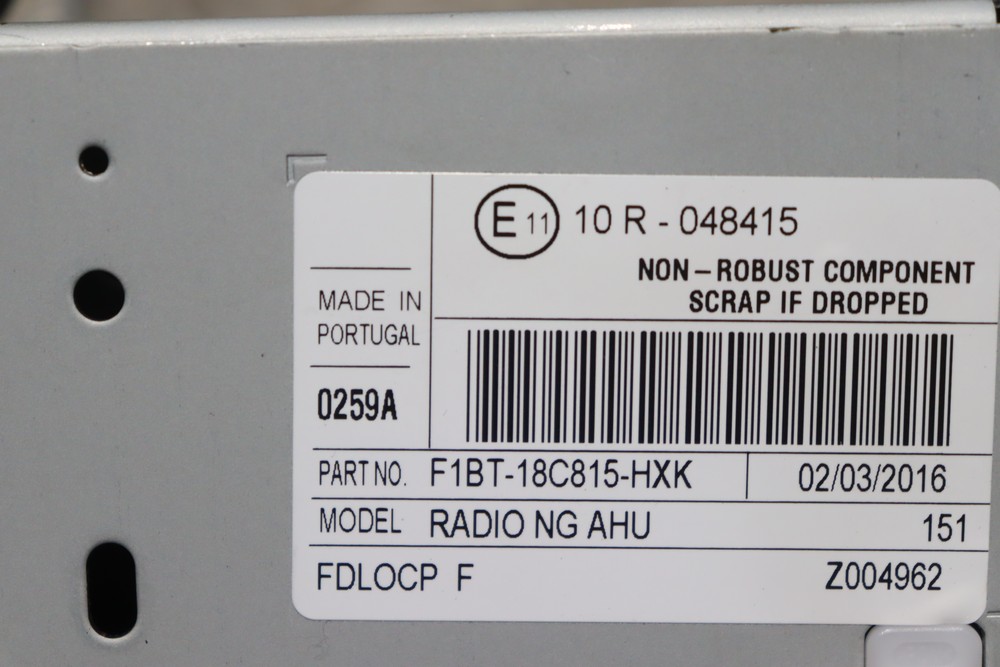 E 11 10 R - 048415
NON-ROBUST COMPONENT
SCRAP IF DROPPED
MADE IN
PORTUGAL
0259A
PART NO. F1BT-18C815-HXK 02/03/2016
MODEL RADIO NG AHU 151
FDLOCP F Z004962